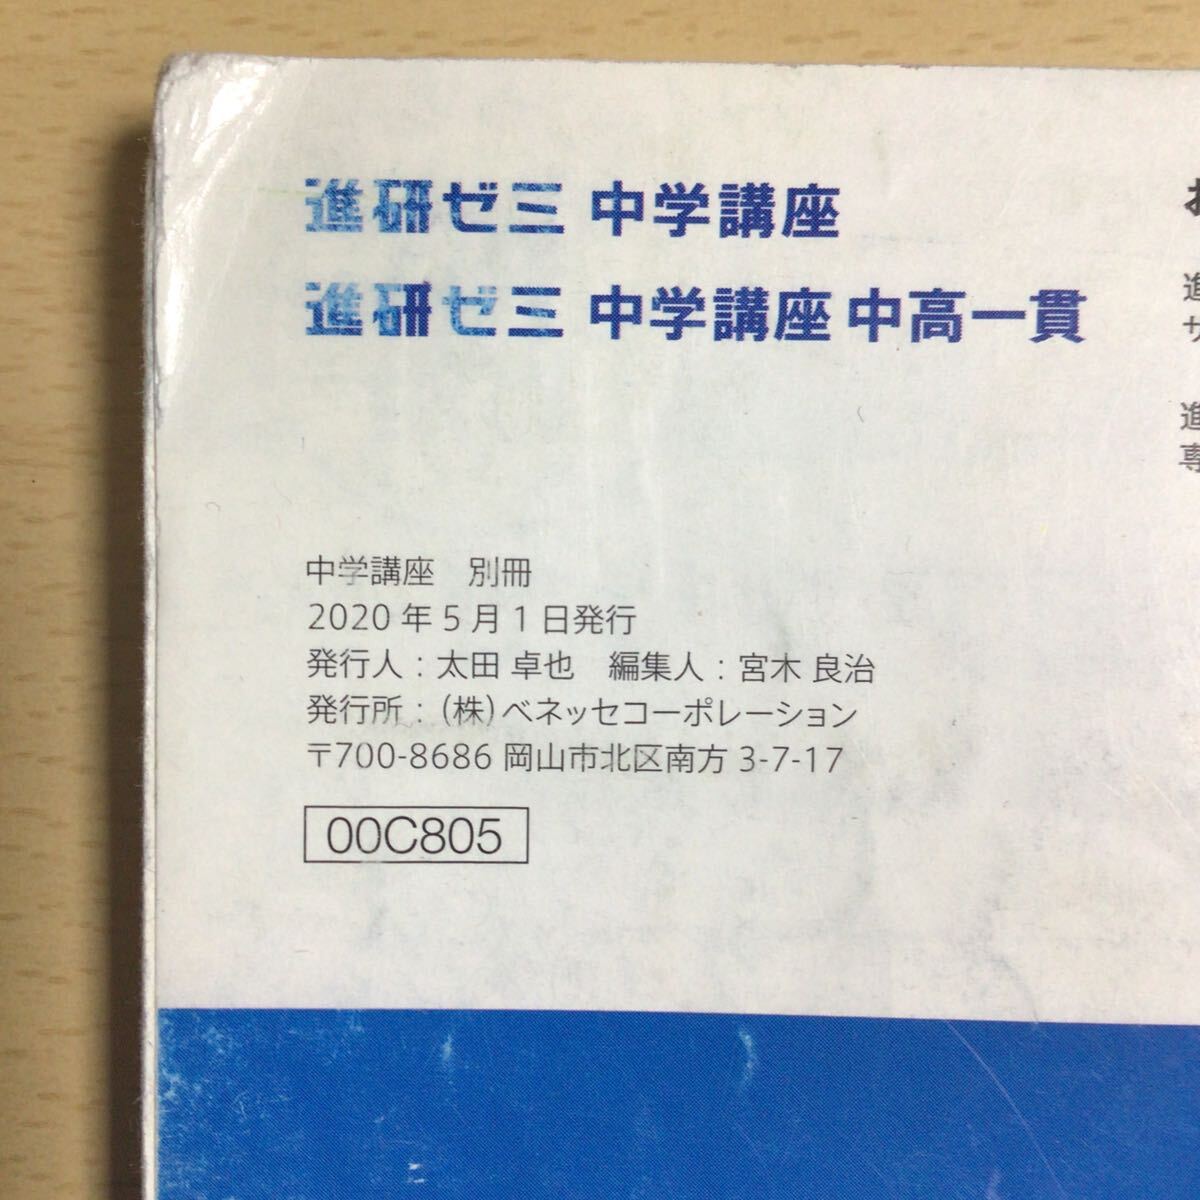 進研ゼミ 中学講座
進研ゼミ 中学講座 中高一貫
中学講座　別冊
2020年5月1日発行
発行人：太田 卓也　編集人：宮木 良治
発行所：(株)ベネッセコーポレーション
〒700-8686 岡山市北区南方 3-7-17
00C805
進
サ
進
専